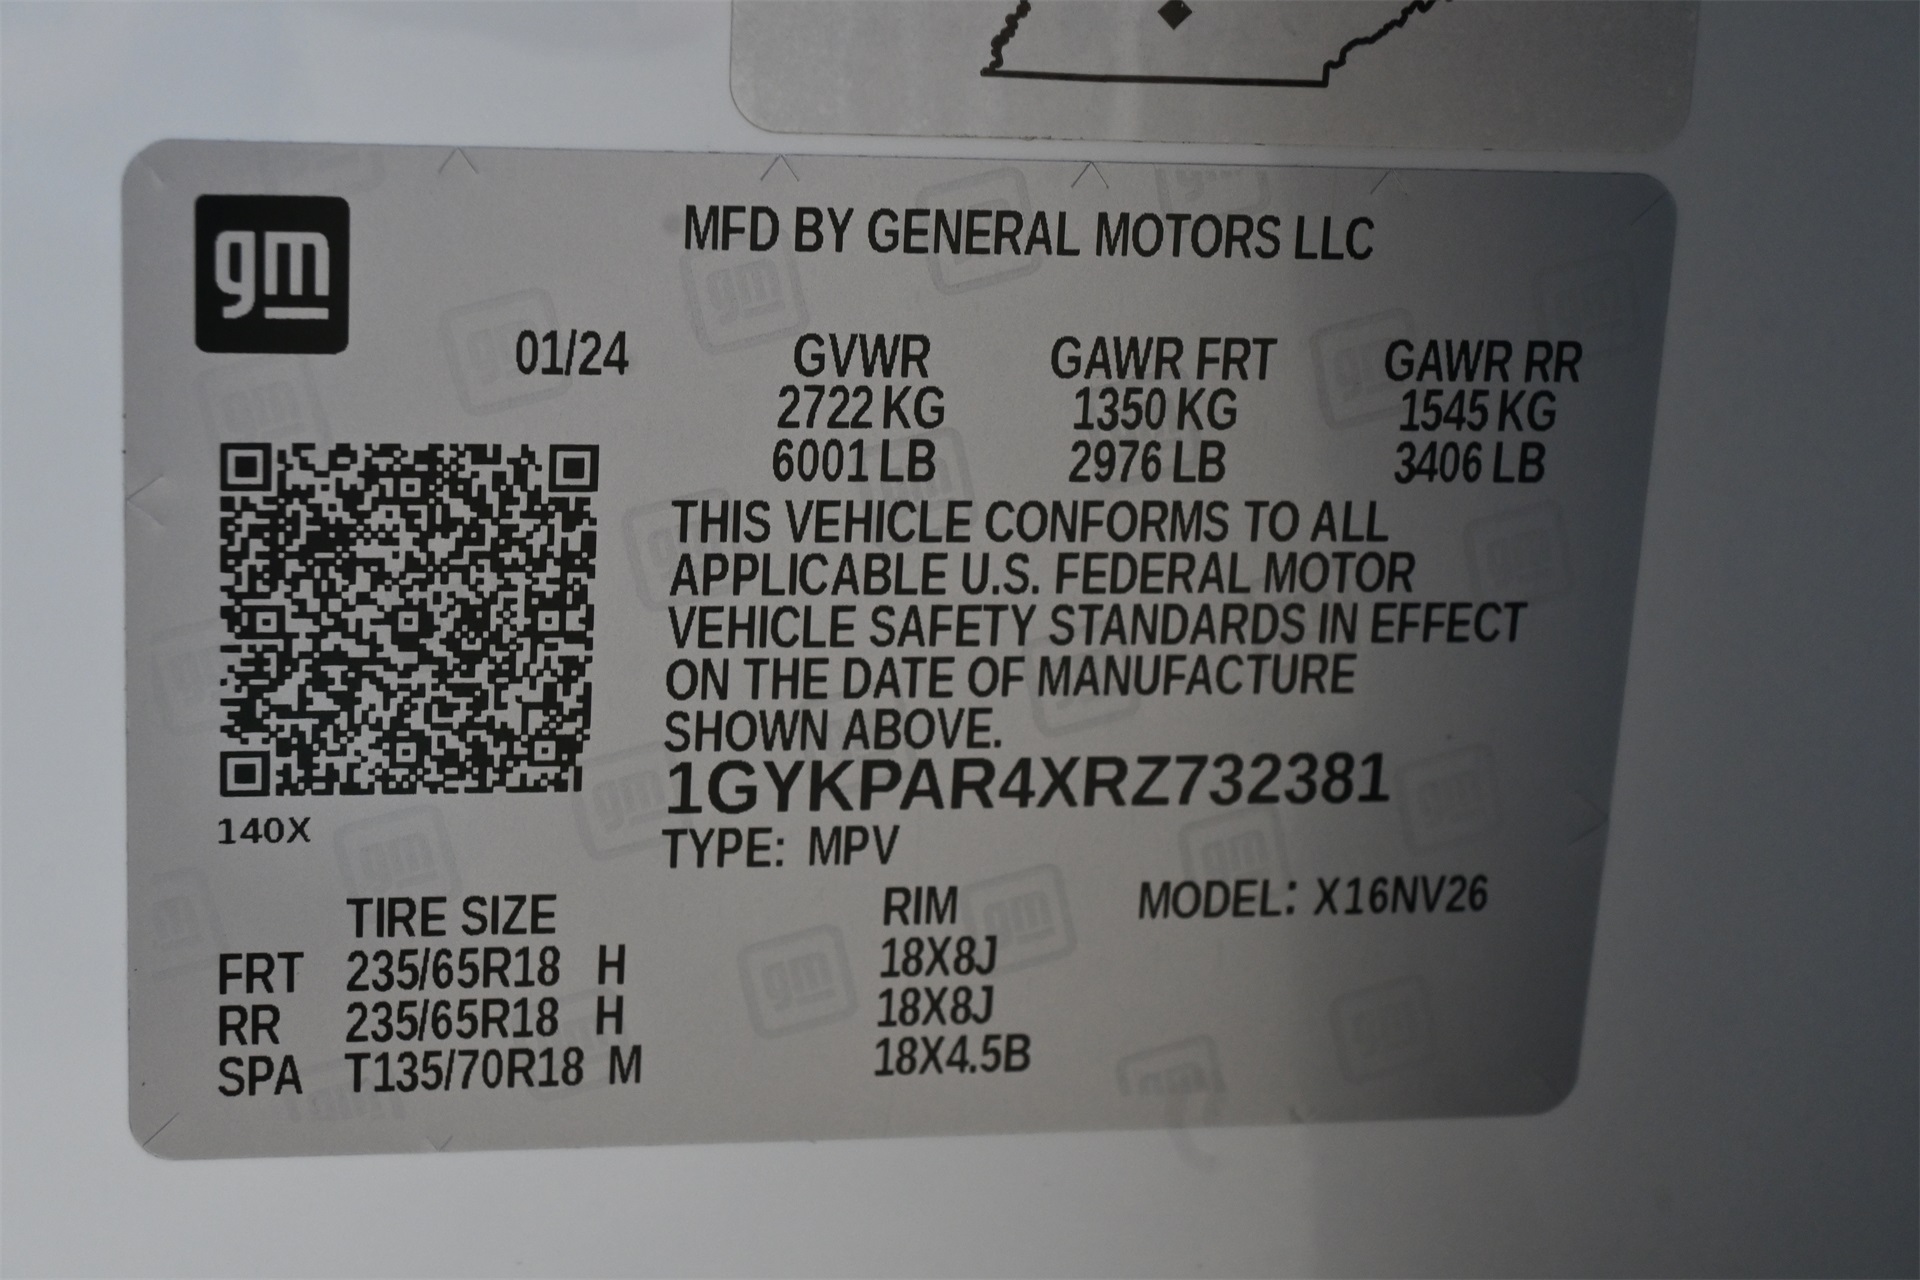 gm
MFD BY GENERAL MOTORS LLC
01/24 GVWR GAWR FRT GAWR RR
2722 KG 1350 KG 1545 KG
6001 LB 2976 LB 3406 LB
THIS VEHICLE CONFORMS TO ALL
APPLICABLE U.S. FEDERAL MOTOR
VEHICLE SAFETY STANDARDS IN EFFECT
ON THE DATE OF MANUFACTURE
SHOWN ABOVE.
1GYKPAR4XRZ732381
140X
TYPE: MPV
TIRE SIZE RIM MODEL: X16NV26
FRT 235/65R18 H 18X8J
RR 235/65R18 H 18X8J
SPA T135/70R18 M 18X4.5B